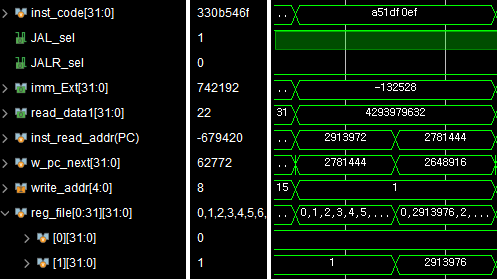 inst_code[31:0] 330b546f .. a51df0ef
JAL_sel 1
JALR_sel 0
imm_Ext[31:0] 742192 .. -132528
read_data1[31:0] 22 31 4293979632
inst_read_addr(PC) -679420 .. 2913972 2781444
w_pc_next[31:0] 62772 .. 2781444 2648916
write_addr[4:0] 8 15 1
reg_file[0:31][31:0] 0,1,2,3,4,5,6, .. 0,1,2,3,4,5,... 0,2913976,2,...
[0][31:0] 0
[1][31:0] 1 1 2913976